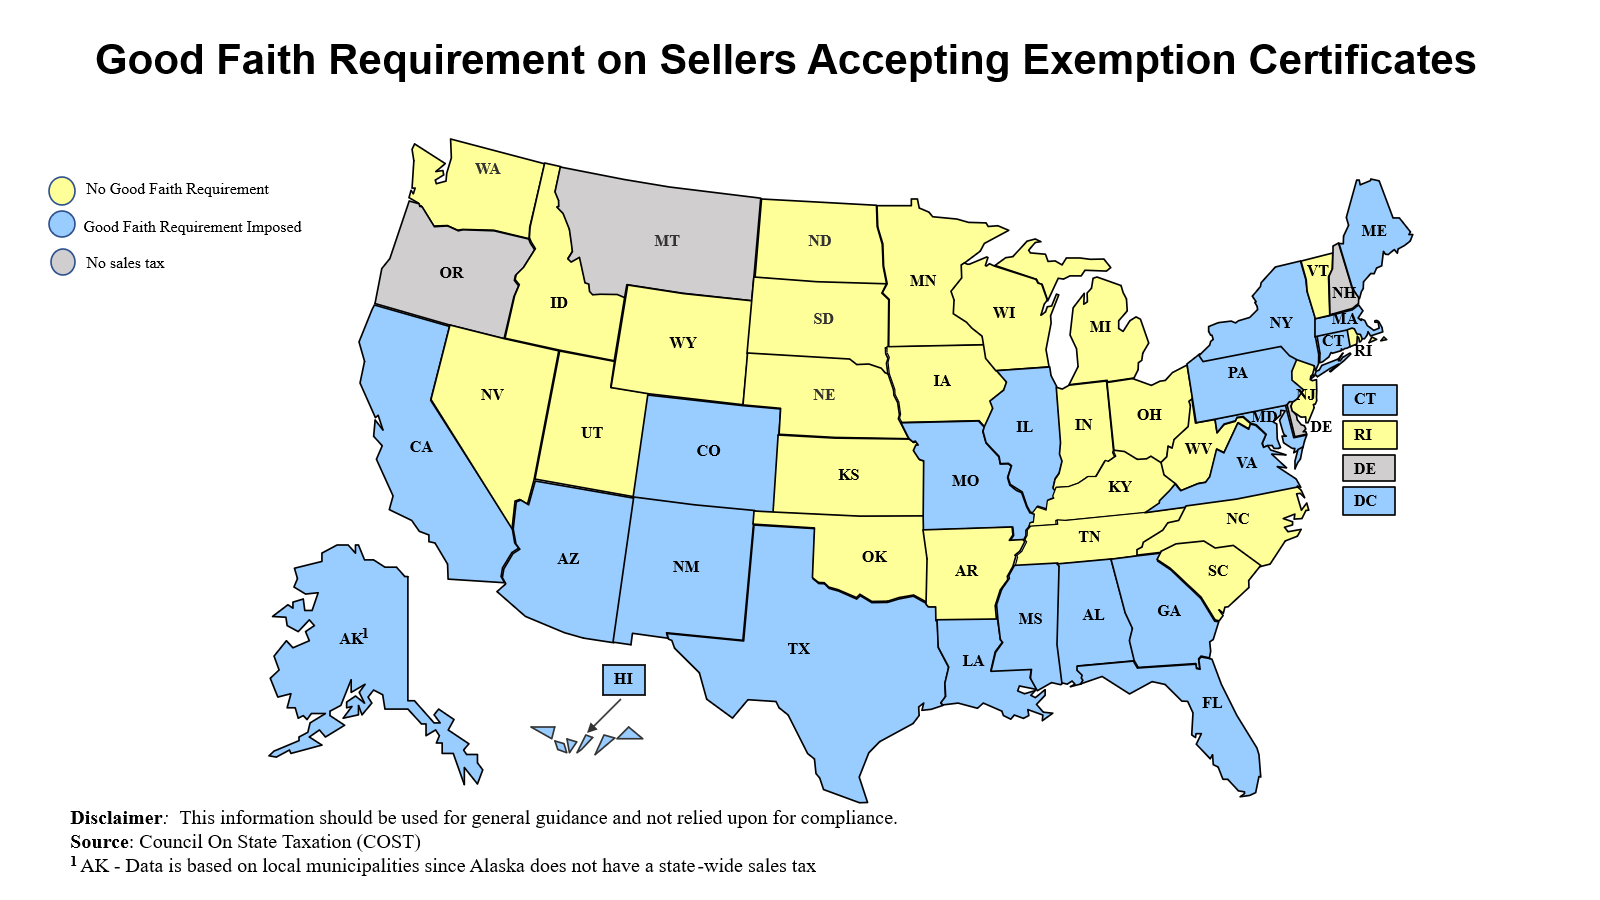 Good Faith Requirement on Sellers Accepting Exemption Certificates
No Good Faith Requirement
Good Faith Requirement Imposed
No sales tax
WA
MT
ND
MN
OR
ID
SD
WI
MI
WY
NE
IA
NV
UT
CO
KS
MO
IL
IN
OH
CA
KY
WV
VA
PA
NY
VT
NH
ME
MA
CT
RI
NJ
MD
DE
CT
RI
DE
DC
AZ
NM
OK
AR
TN
NC
SC
MS
AL
GA
TX
LA
FL
AK1
HI
Disclaimer: This information should be used for general guidance and not relied upon for compliance.
Source: Council On State Taxation (COST)
1 AK - Data is based on local municipalities since Alaska does not have a state-wide sales tax